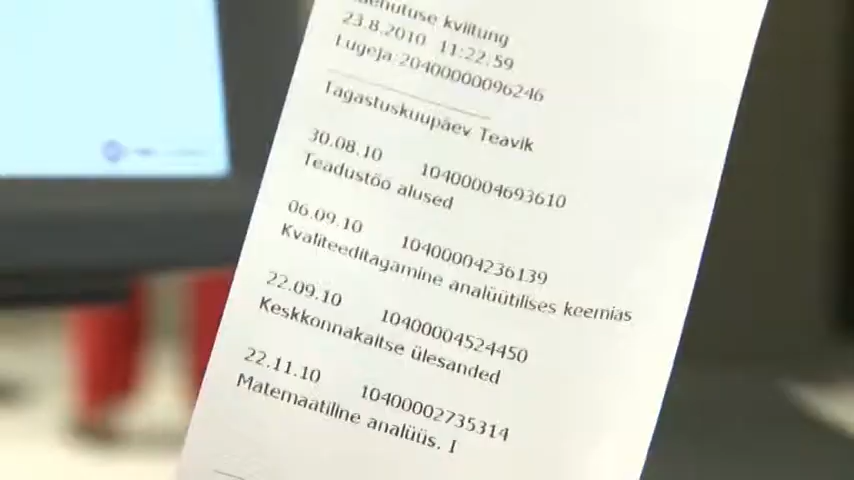 kviitung
23.8.2010 11:22:59
Lugeja:20400000096246
Tagastuskuupäev Teavik
30.08.10 10400004693610
Teadustöö alused
06.09.10 10400004236139
Kvaliteeditagamine analüütilises keemias
22.09.10 10400004524450
Keskkonnakaitse ülesanded
22.11.10 10400002735314
Matemaatiline analüüs. I